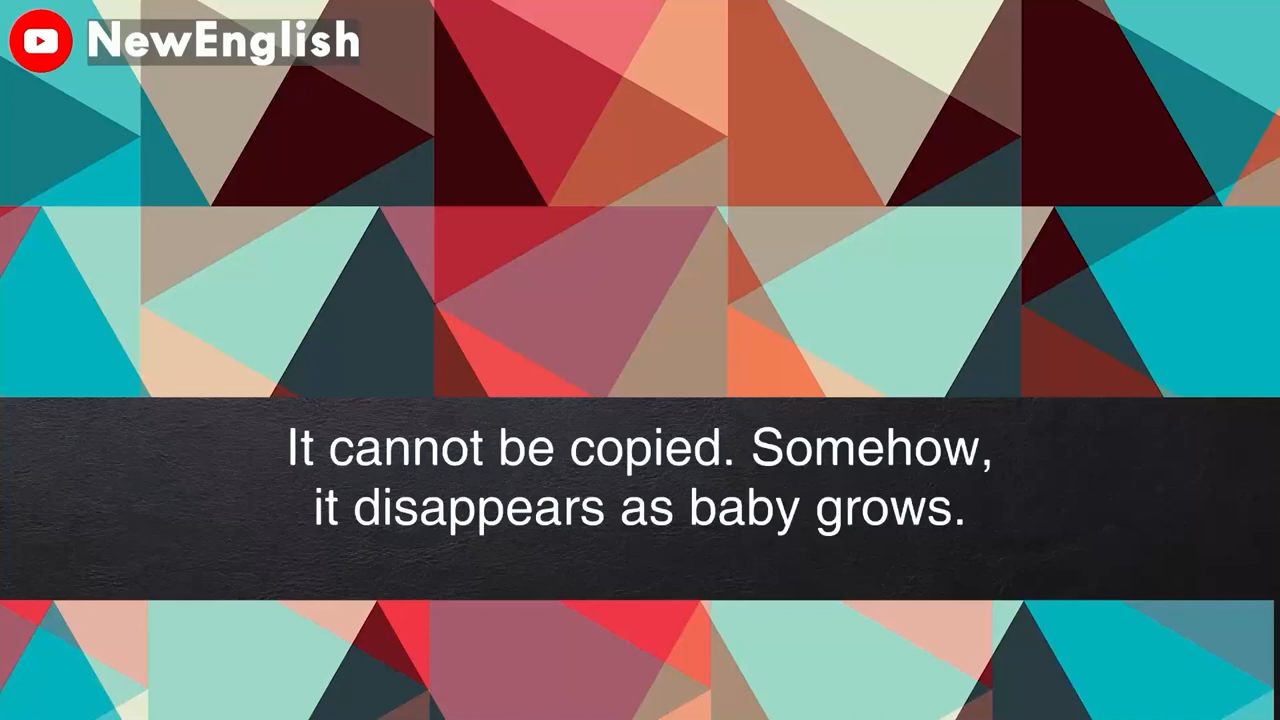 NewEnglish
It cannot be copied. Somehow,
it disappears as baby grows.